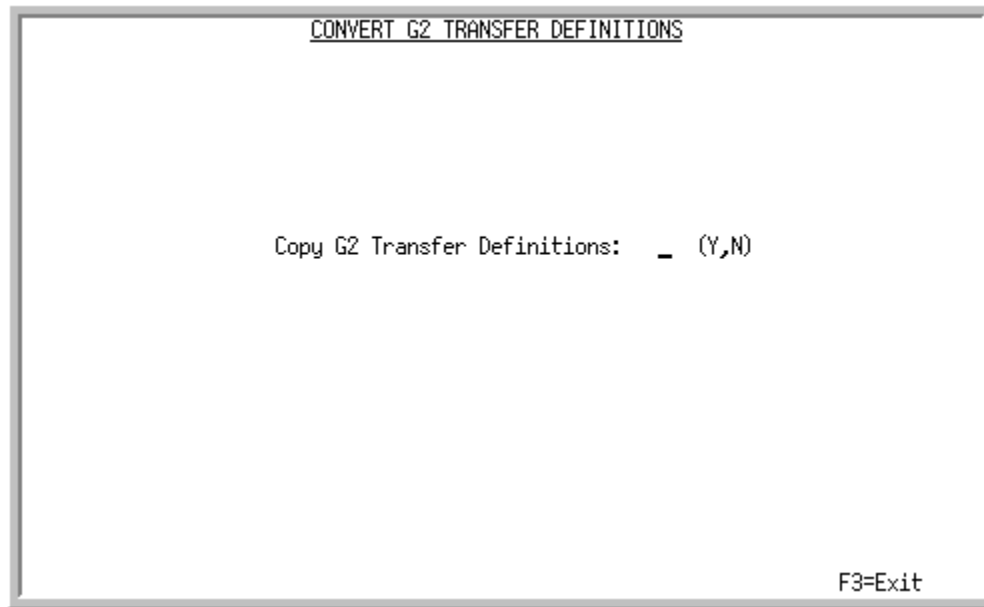 CONVERT G2 TRANSFER DEFINITIONS
Copy G2 Transfer Definitions: _ (Y,N)
F3=Exit